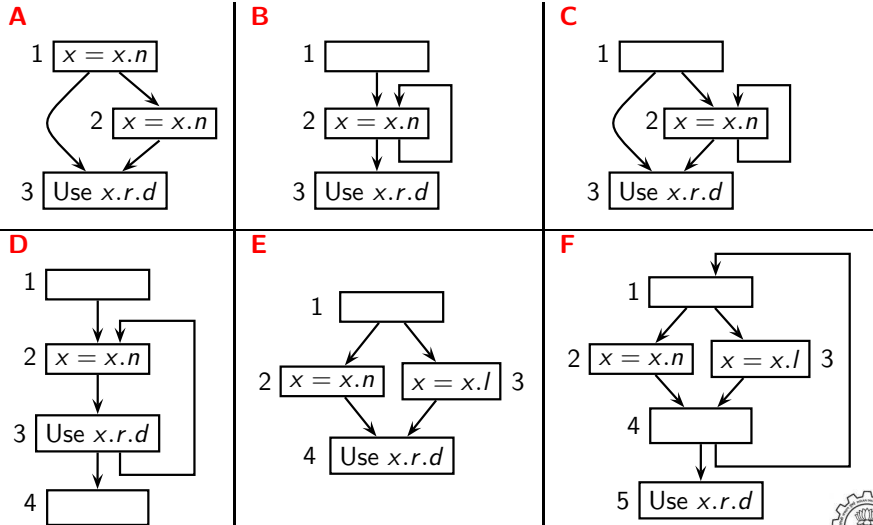 A
1 x = x.n
2 x = x.n
3 Use x.r.d
B
1
2 x = x.n
3 Use x.r.d
C
1
2 x = x.n
3 Use x.r.d
D
1
2 x = x.n
3 Use x.r.d
4
E
1
2 x = x.n x = x.l 3
4 Use x.r.d
F
1
2 x = x.n x = x.l 3
4
5 Use x.r.d